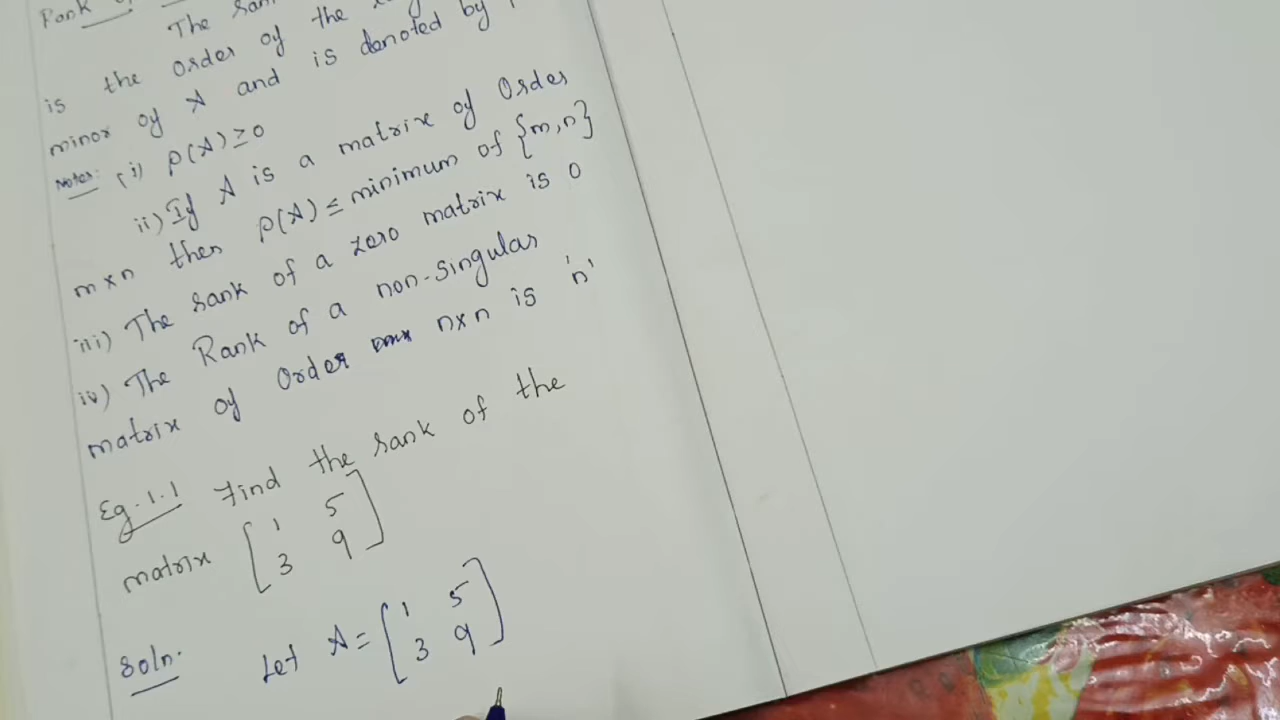 Rank
The
is the order of the
minor of A and is denoted by
Notes: (i) ρ(A) ≥ 0
ii) If A is a matrix of Order
m×n then ρ(A) ≤ minimum of {m,n}
iii) The rank of a zero matrix is 0
iv) The Rank of a non-singular
matrix of Order n×n is 'n'
Eg.1.1 Find the rank of the
matrix [1 5
3 9]
Soln. Let A = [1 5
3 9]